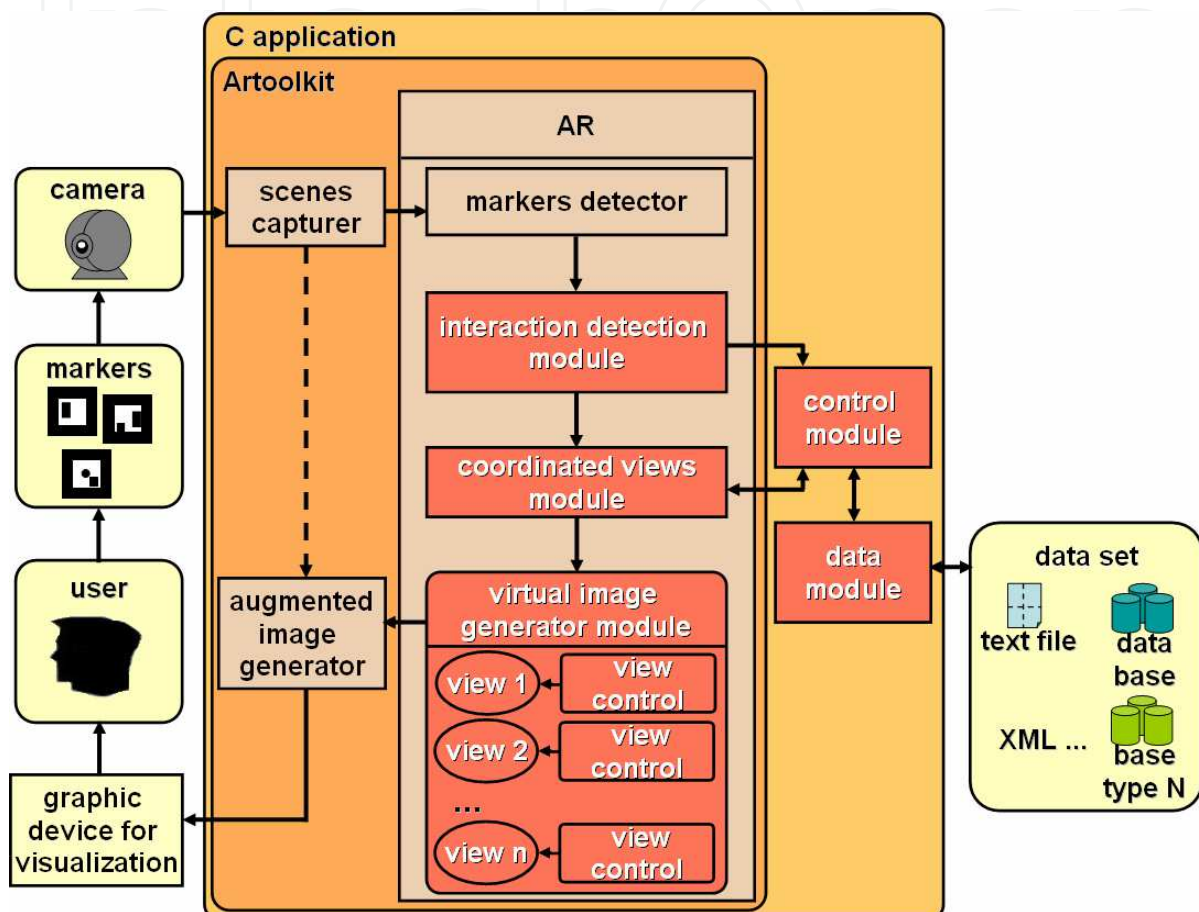 C application
Artoolkit
AR
camera
scenes
capturer
markers detector
interaction detection
module
markers
control
module
coordinated views
module
data
module
data set
text file
data
base
XML ...
base
type N
user
augmented
image
generator
virtual image
generator module
view 1
view
control
view 2
view
control
...
view n
view
control
graphic
device for
visualization